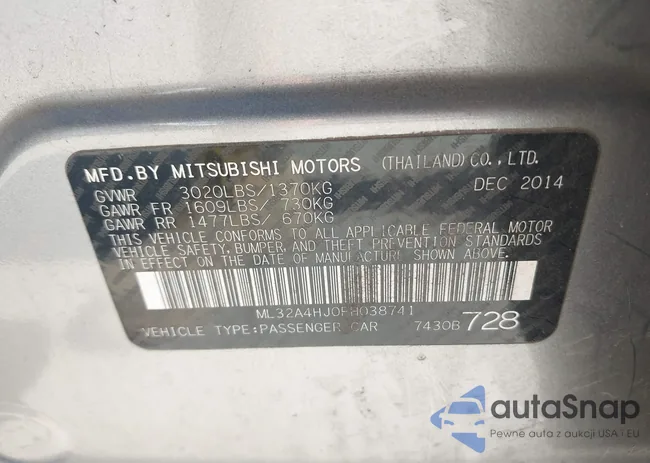 MFD.BY MITSUBISHI MOTORS (THAILAND) CO., LTD.
GVWR 3020LBS/1370KG DEC 2014
GAWR FR 1609LBS/ 730KG
GAWR RR 1477LBS/ 670KG
THIS VEHICLE CONFORMS TO ALL APPLICABLE FEDERAL MOTOR
VEHICLE SAFETY, BUMPER, AND THEFT PREVENTION STANDARDS
IN EFFECT ON THE DATE OF MANUFACTURE SHOWN ABOVE.
ML32A4HJ0FH038741
VEHICLE TYPE:PASSENGER CAR 7430B 728
autaSnap
Pewne auta z aukcji USA i EU